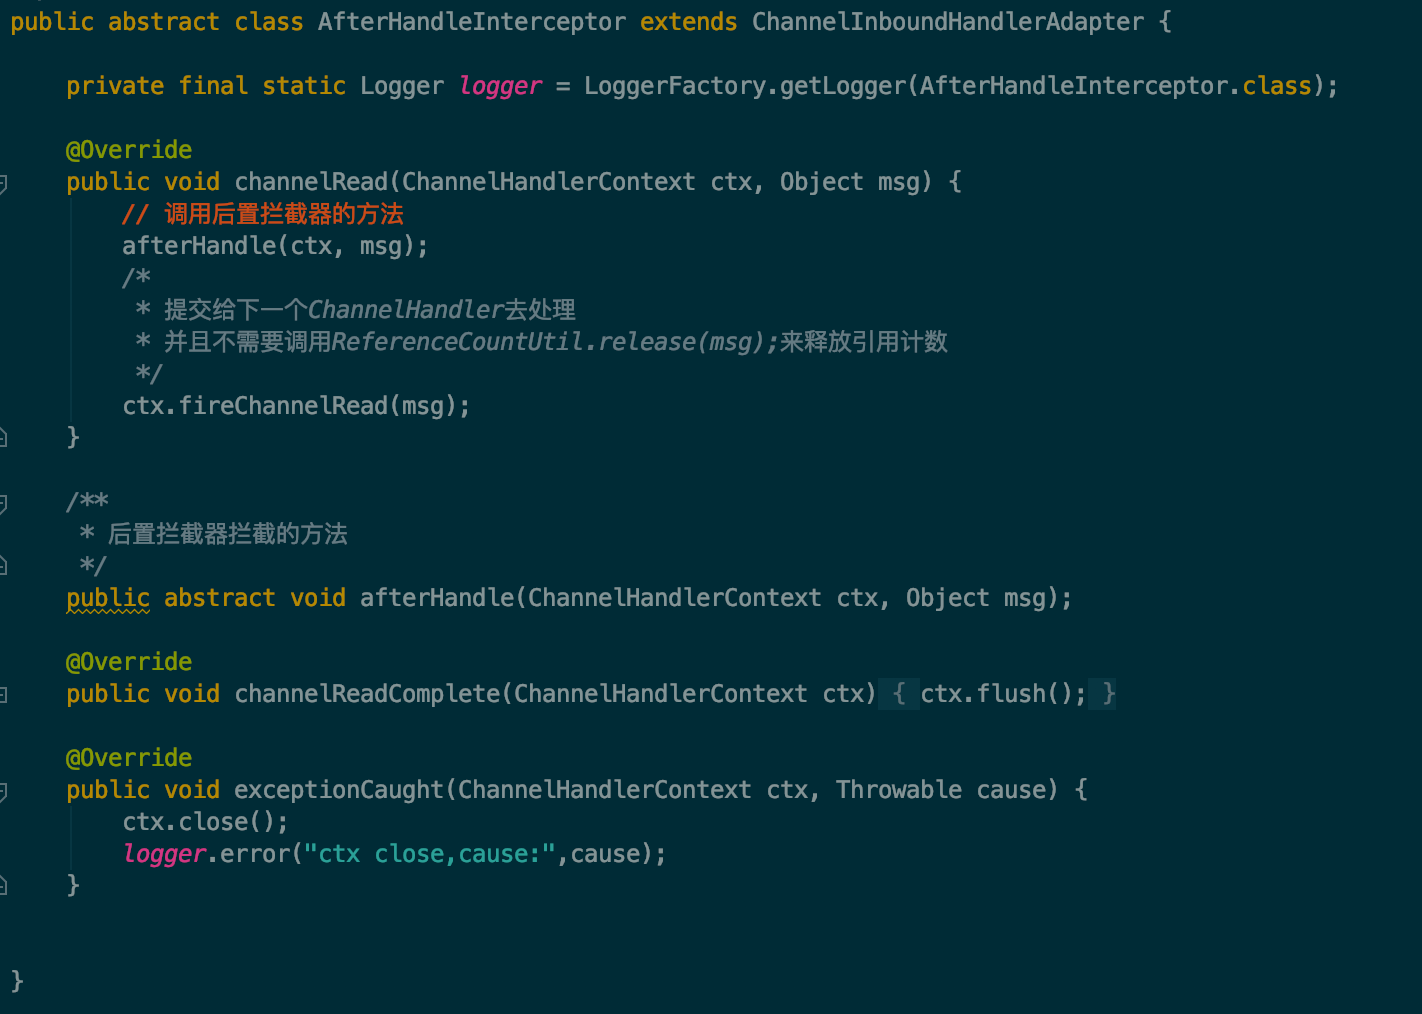 public abstract class AfterHandleInterceptor extends ChannelInboundHandlerAdapter {
private final static Logger logger = LoggerFactory.getLogger(AfterHandleInterceptor.class);
@Override
public void channelRead(ChannelHandlerContext ctx, Object msg) {
// 调用后置拦截器的方法
afterHandle(ctx, msg);
/*
* 提交给下一个ChannelHandler去处理
* 并且不需要调用ReferenceCountUtil.release(msg);来释放引用计数
*/
ctx.fireChannelRead(msg);
}
/**
* 后置拦截器拦截的方法
*/
public abstract void afterHandle(ChannelHandlerContext ctx, Object msg);
@Override
public void channelReadComplete(ChannelHandlerContext ctx) { ctx.flush(); }
@Override
public void exceptionCaught(ChannelHandlerContext ctx, Throwable cause) {
ctx.close();
logger.error("ctx close,cause:",cause);
}
}